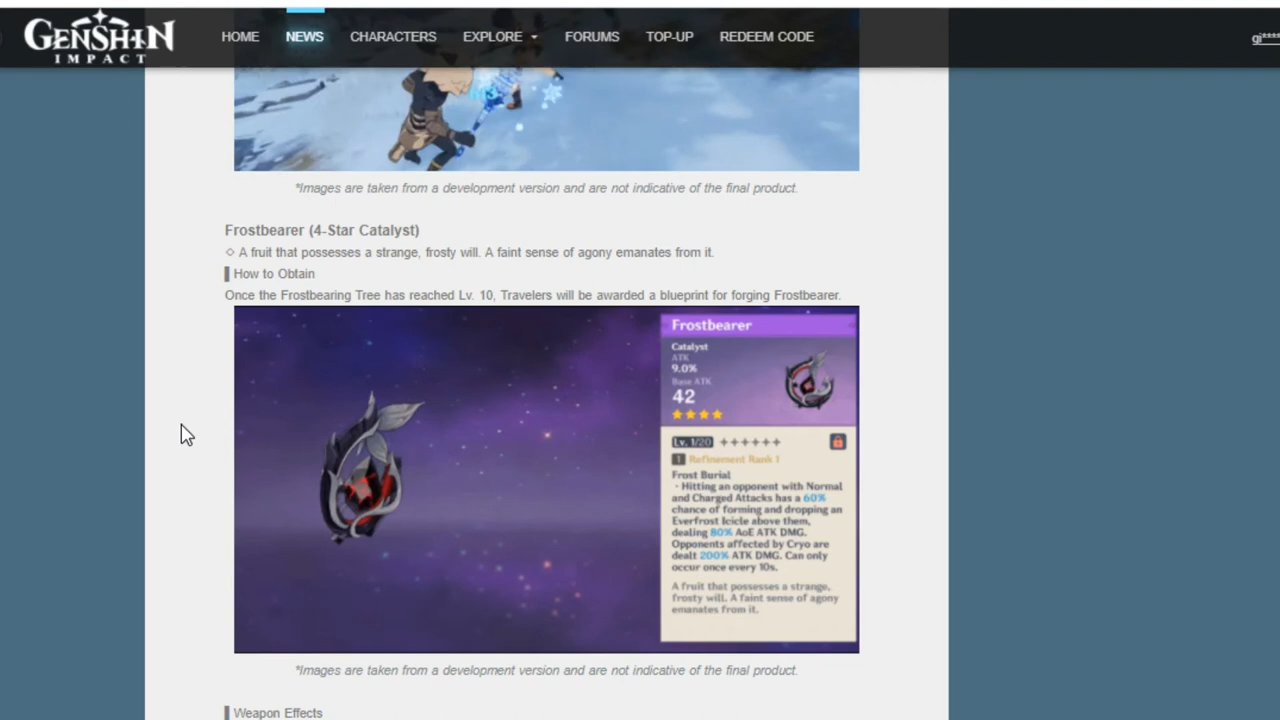 GENSHIN
IMPACT
HOME NEWS CHARACTERS EXPLORE FORUMS TOP-UP REDEEM CODE
gi****
*Images are taken from a development version and are not indicative of the final product.
Frostbearer (4-Star Catalyst)
◇ A fruit that possesses a strange, frosty will. A faint sense of agony emanates from it.
▌How to Obtain
Once the Frostbearing Tree has reached Lv. 10, Travelers will be awarded a blueprint for forging Frostbearer.
Frostbearer
Catalyst
ATK
9.0%
Base ATK
42
Lv. 1/20
1 Refinement Rank 1
Frost Burial
· Hitting an opponent with Normal
and Charged Attacks has a 60%
chance of forming and dropping an
Everfrost Icicle above them,
dealing 80% AoE ATK DMG.
Opponents affected by Cryo are
dealt 200% ATK DMG. Can only
occur once every 10s.
A fruit that possesses a strange,
frosty will. A faint sense of agony
emanates from it.
*Images are taken from a development version and are not indicative of the final product.
▌Weapon Effects